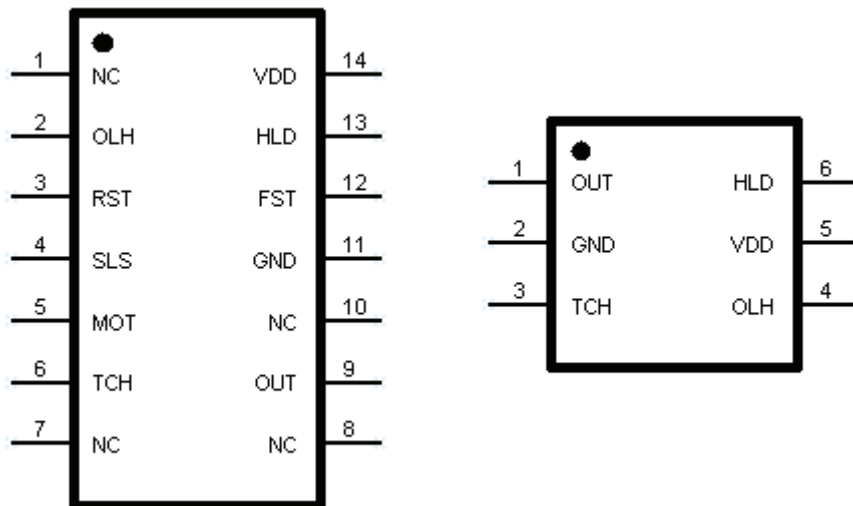 1 NC VDD 14
2 OLH HLD 13
3 RST FST 12
4 SLS GND 11
5 MOT NC 10
6 TCH OUT 9
7 NC NC 8
1 OUT HLD 6
2 GND VDD 5
3 TCH OLH 4